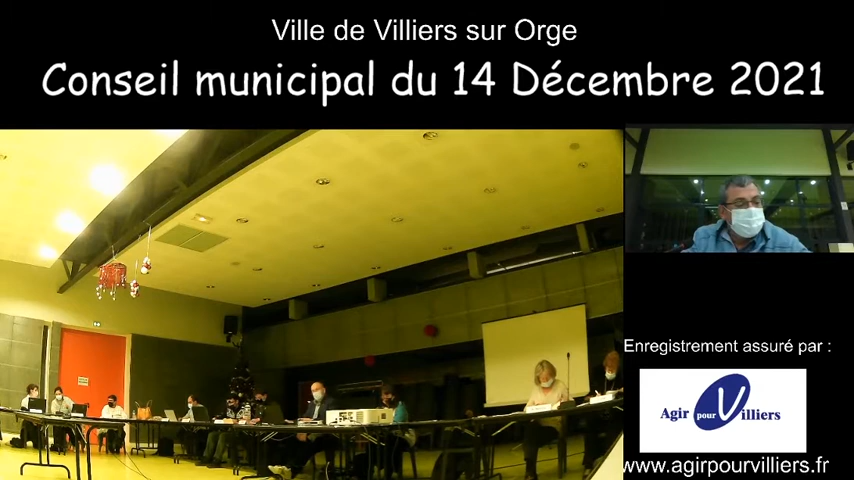 Ville de Villiers sur Orge
Conseil municipal du 14 Décembre 2021
Enregistrement assuré par :
Agir pour Villiers
www.agirpourvilliers.fr